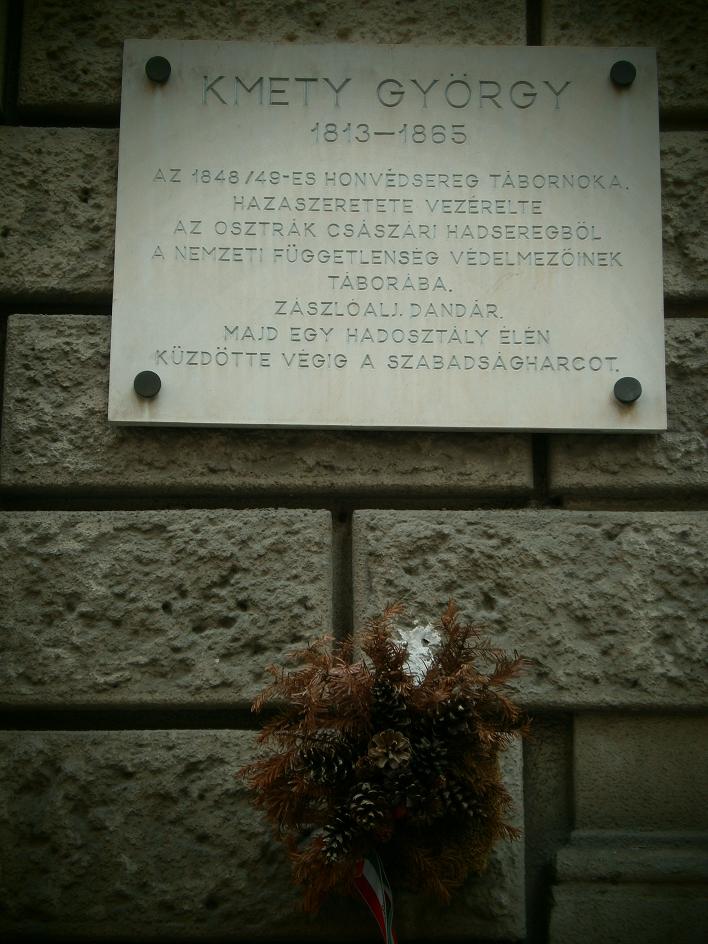 KMETY GYÖRGY
1813–1865
AZ 1848/49-ES HONVÉDSEREG TÁBORNOKA.
HAZASZERETETE VEZÉRELTE
AZ OSZTRÁK CSÁSZÁRI HADSEREGBŐL
A NEMZETI FÜGGETLENSÉG VÉDELMEZŐINEK
TÁBORÁBA.
ZÁSZLÓALJ. DANDÁR.
MAJD EGY HADOSZTÁLY ÉLÉN
KÜZDÖTTE VÉGIG A SZABADSÁGHARCOT.